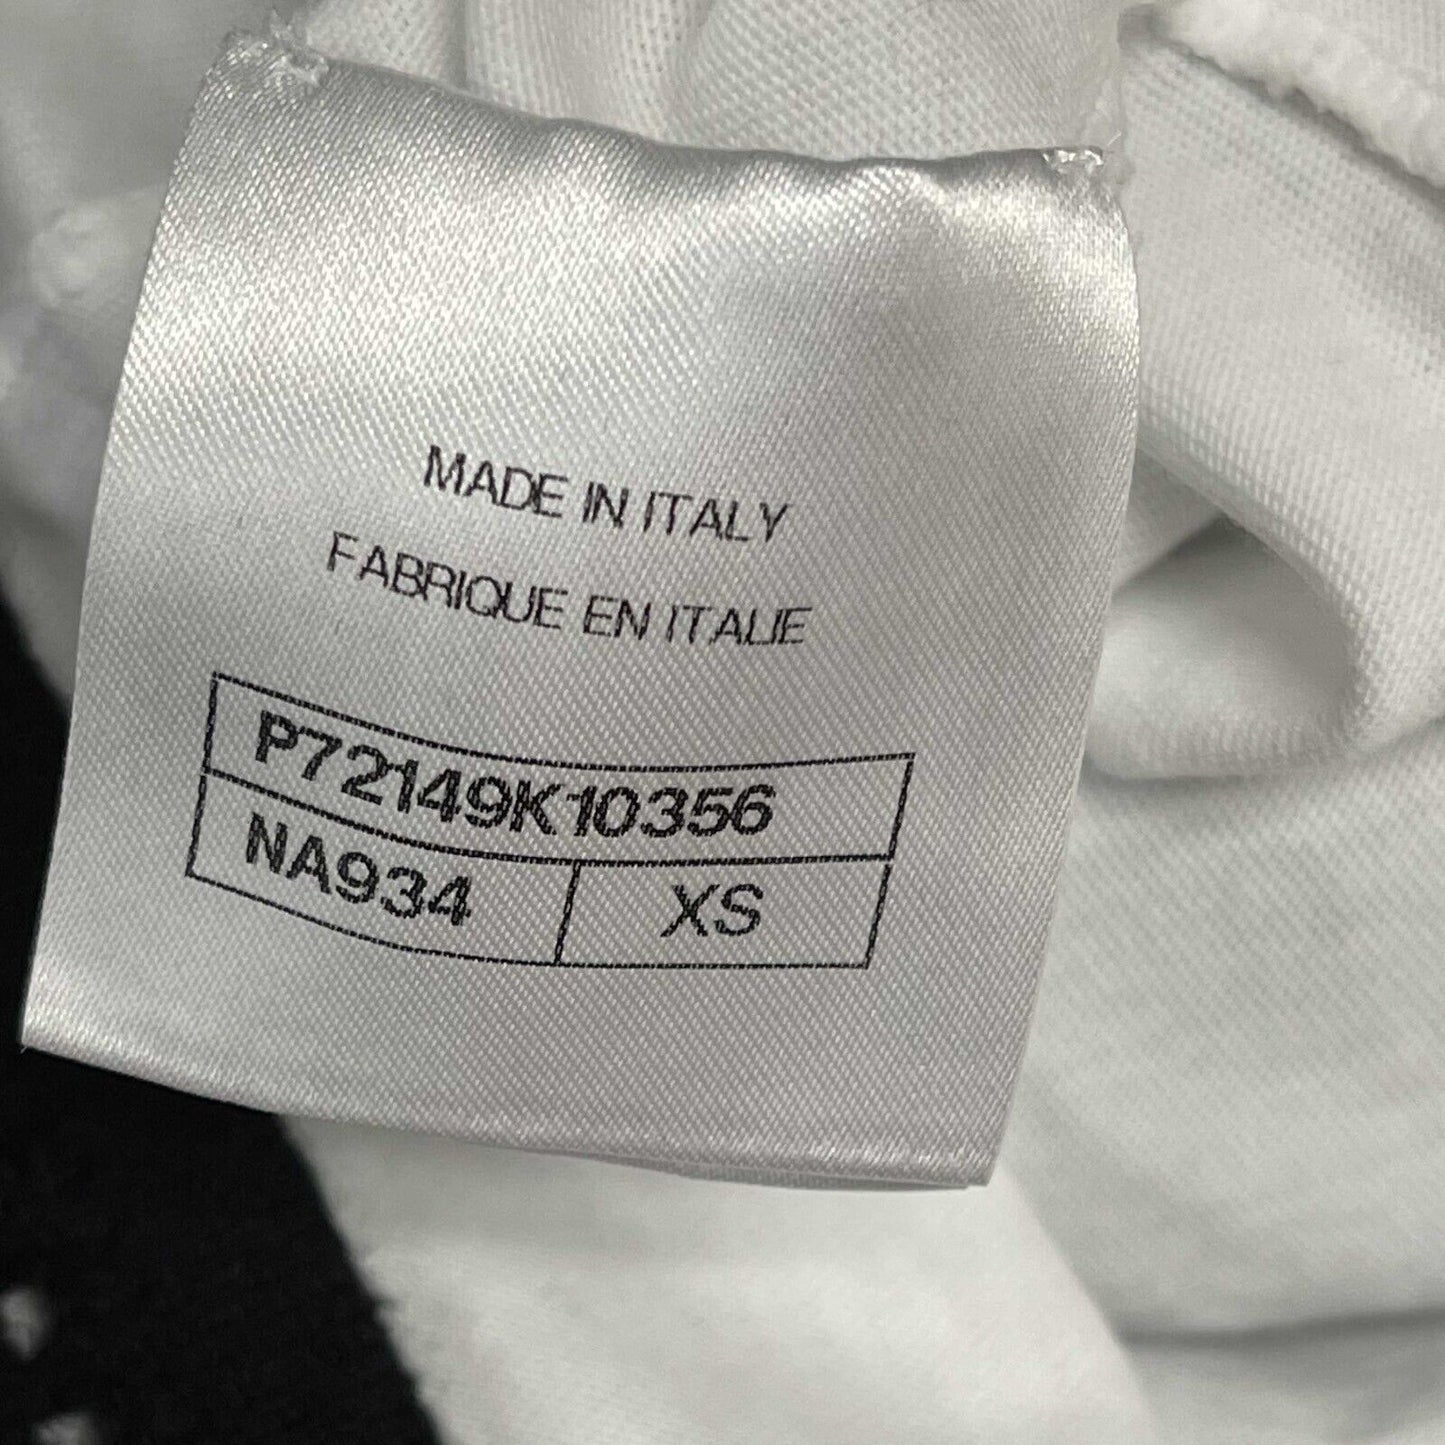 MADE IN ITALY
FABRIQUE EN ITALIE
P72149K10356
NA934 XS